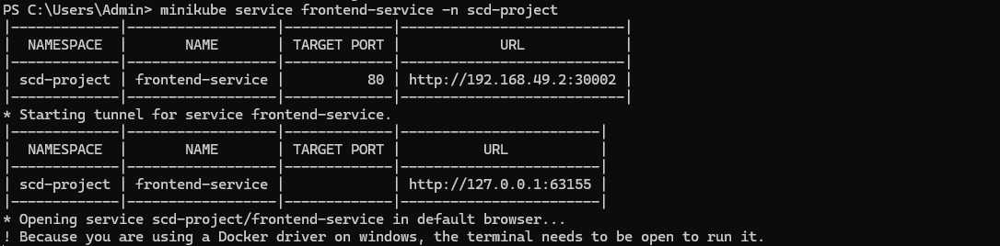 PS C:\Users\Admin> minikube service frontend-service -n scd-project
|-------------|------------------|-------------|---------------------------|
|  NAMESPACE  |       NAME       | TARGET PORT |            URL            |
|-------------|------------------|-------------|---------------------------|
| scd-project | frontend-service |          80 | http://192.168.49.2:30002 |
|-------------|------------------|-------------|---------------------------|
* Starting tunnel for service frontend-service.
|-------------|------------------|-------------|------------------------|
|  NAMESPACE  |       NAME       | TARGET PORT |          URL           |
|-------------|------------------|-------------|------------------------|
| scd-project | frontend-service |             | http://127.0.0.1:63155 |
|-------------|------------------|-------------|------------------------|
* Opening service scd-project/frontend-service in default browser...
! Because you are using a Docker driver on windows, the terminal needs to be open to run it.